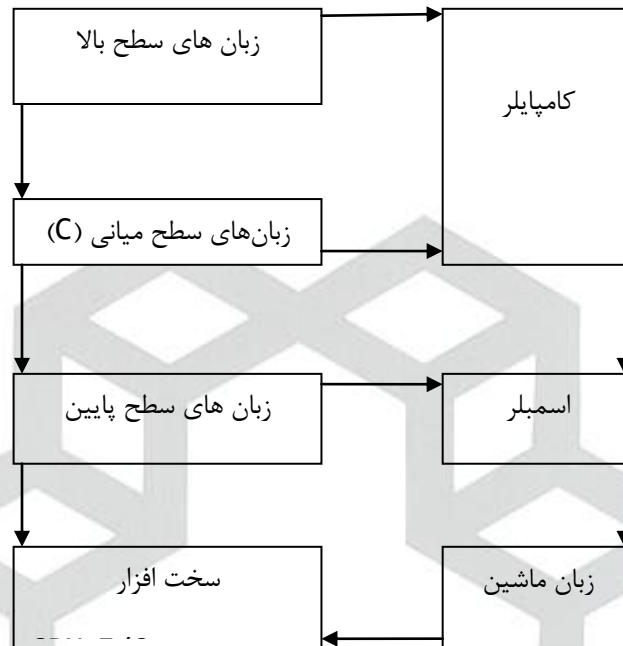 زبان های سطح بالا
کامپایلر
زبان‌های سطح میانی (C)
زبان های سطح پایین
اسمبلر
سخت افزار
زبان ماشین